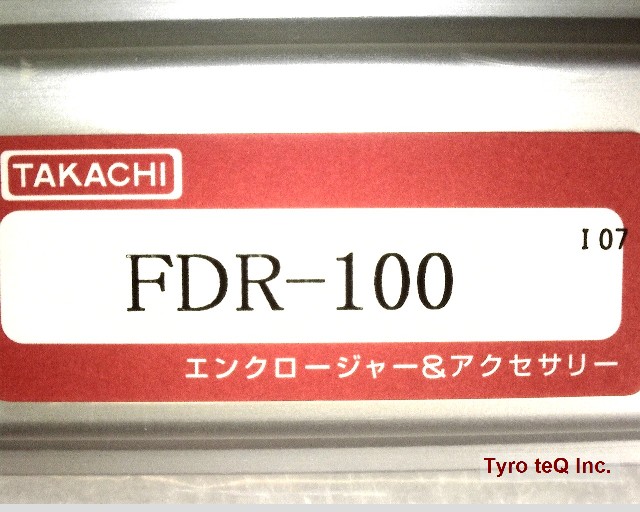 TAKACHI
I 07
FDR-100
エンクロージャー&アクセサリー
Tyro teQ Inc.